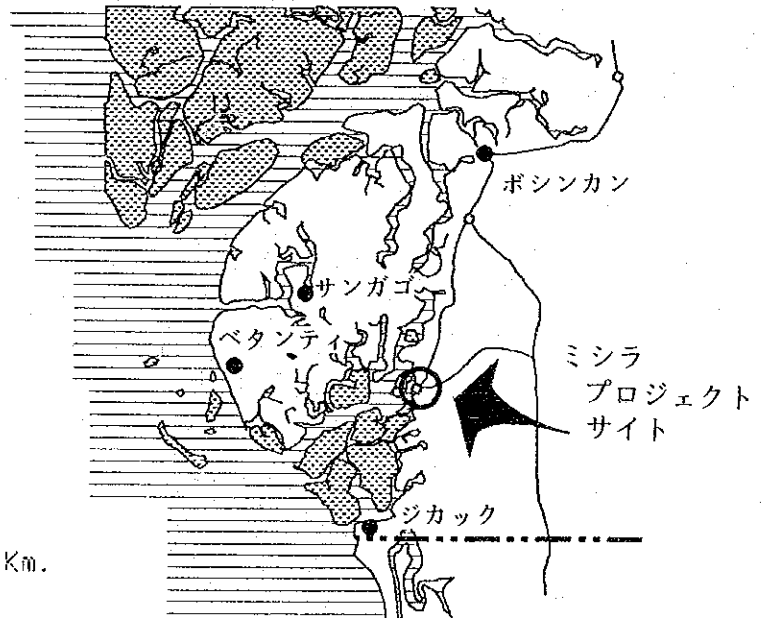 ボシンカン
サンガゴ
ベタンティ
ミシラ
プロジェクト
サイト
ジカック
Km.